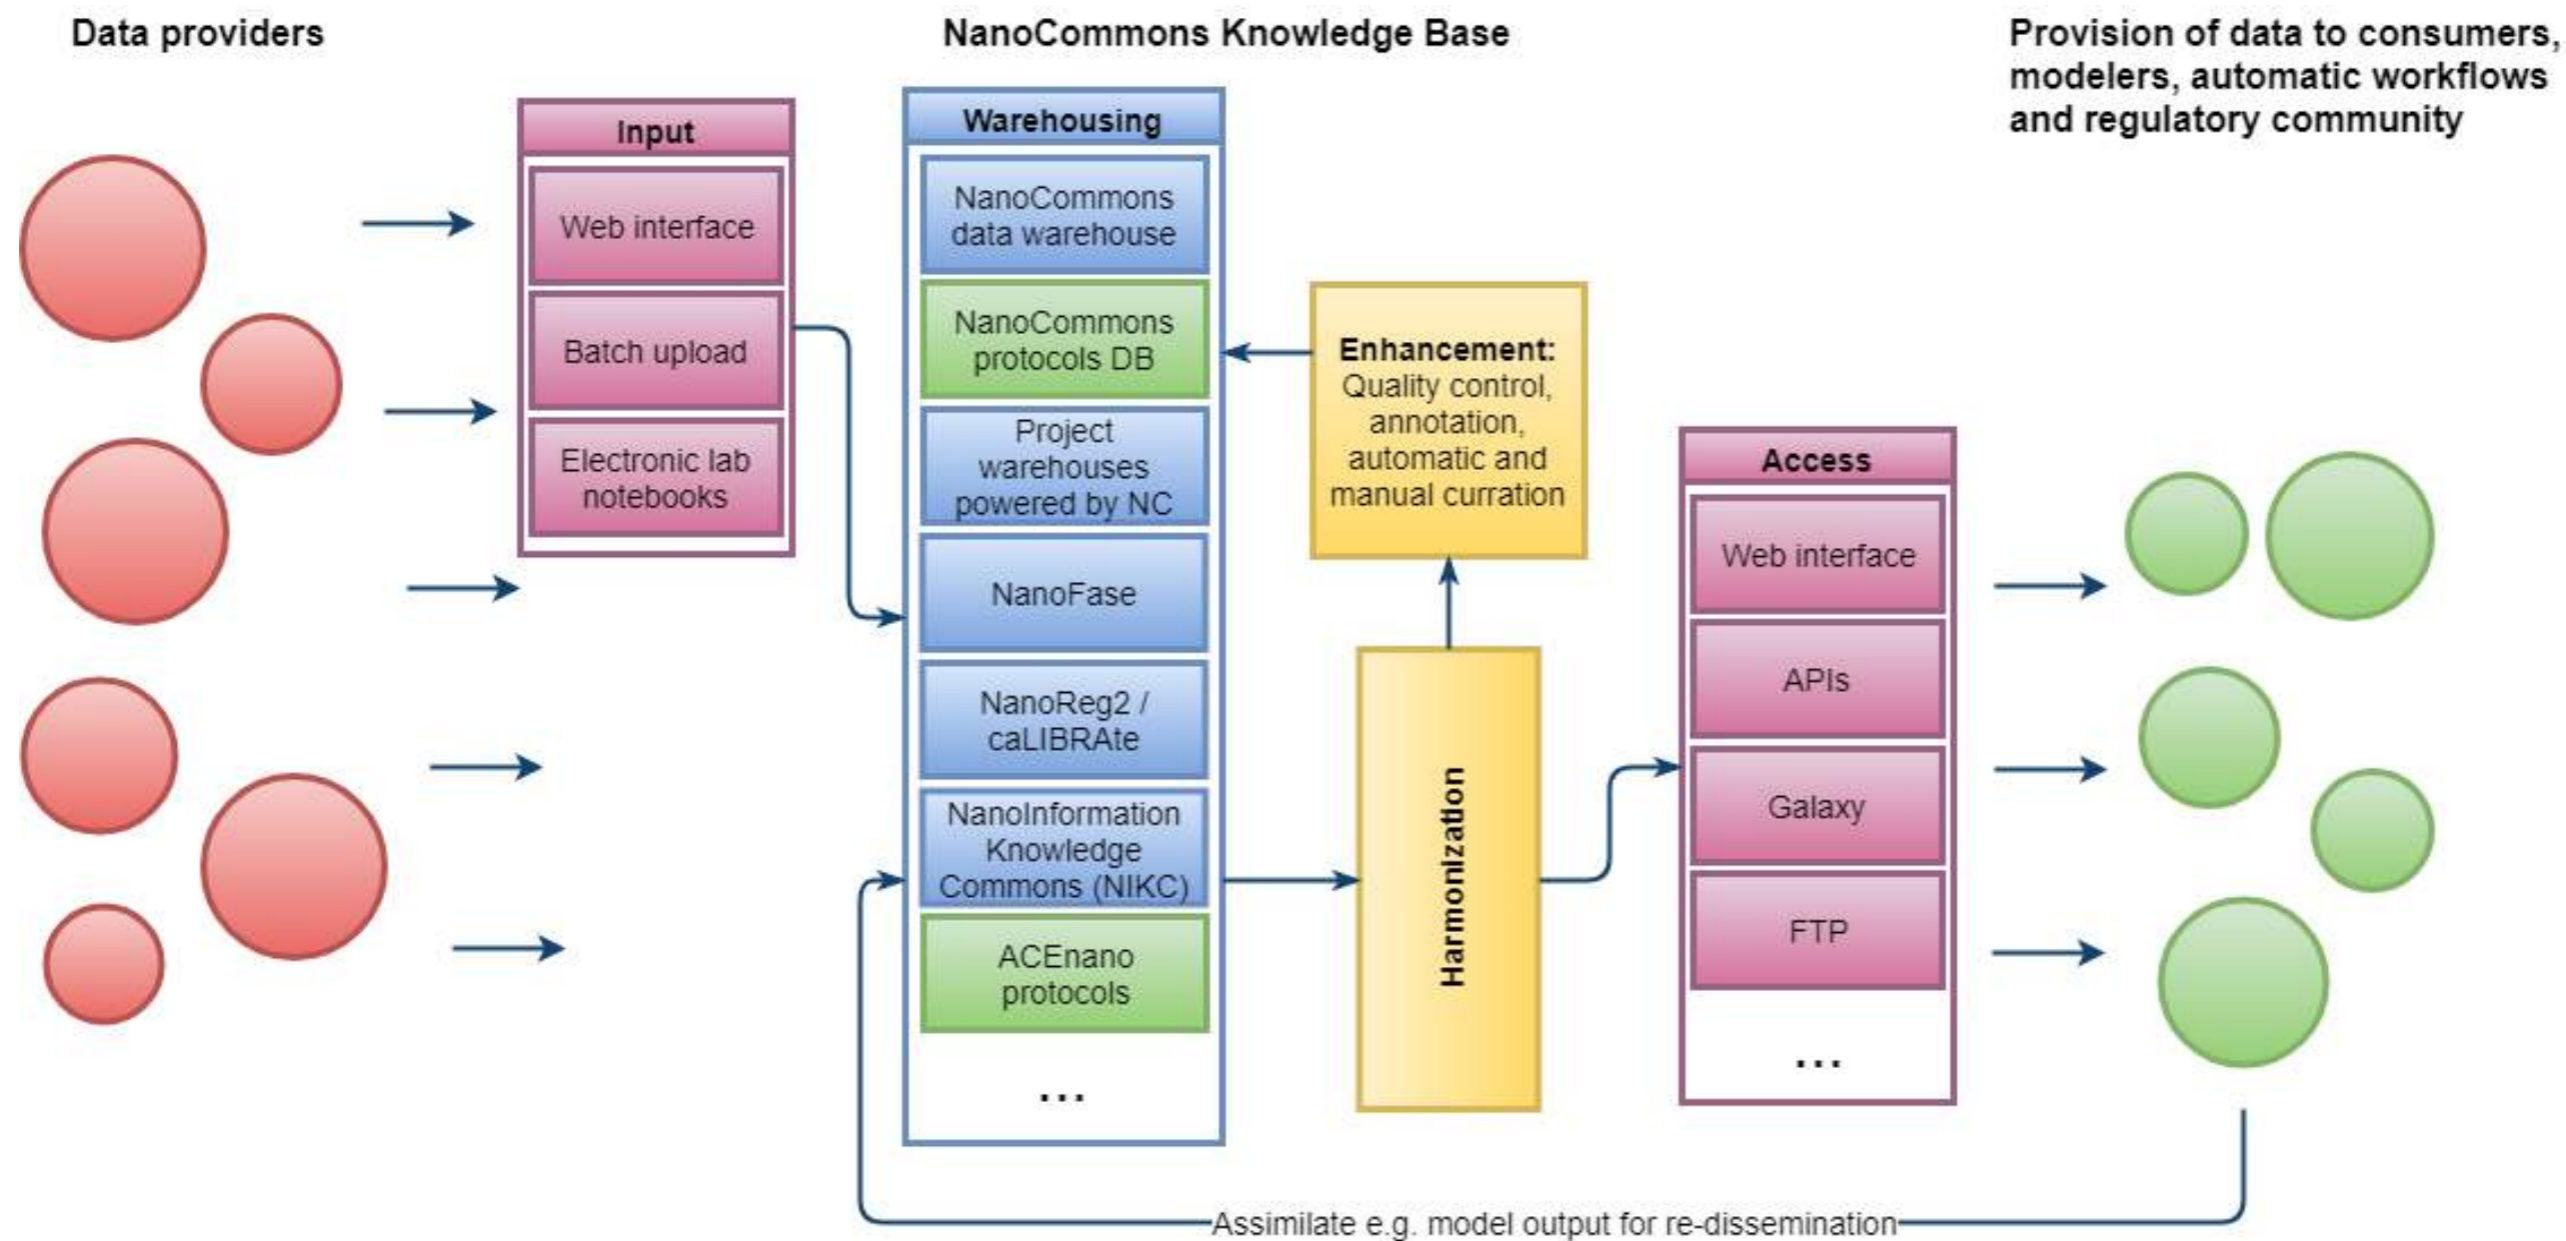 Data providers
NanoCommons Knowledge Base
Provision of data to consumers,
modelers, automatic workflows
and regulatory community
Input
Web interface
Batch upload
Electronic lab
notebooks
Warehousing
NanoCommons
data warehouse
NanoCommons
protocols DB
Project
warehouses
powered by NC
NanoFase
NanoReg2 /
caLIBRAte
NanoInformation
Knowledge
Commons (NIKC)
ACEnano
protocols
...
Enhancement:
Quality control,
annotation,
automatic and
manual curration
Harmonization
Access
Web interface
APIs
Galaxy
FTP
...
Assimilate e.g. model output for re-dissemination